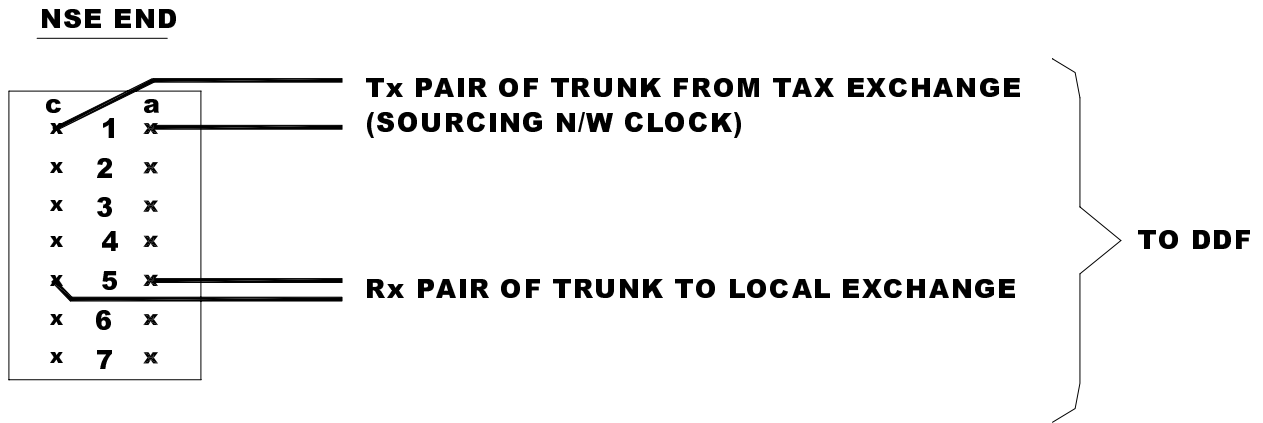 NSE END
c a
x 1 x
x 2 x
x 3 x
x 4 x
x 5 x
x 6 x
x 7 x
Tx PAIR OF TRUNK FROM TAX EXCHANGE
(SOURCING N/W CLOCK)
Rx PAIR OF TRUNK TO LOCAL EXCHANGE
TO DDF